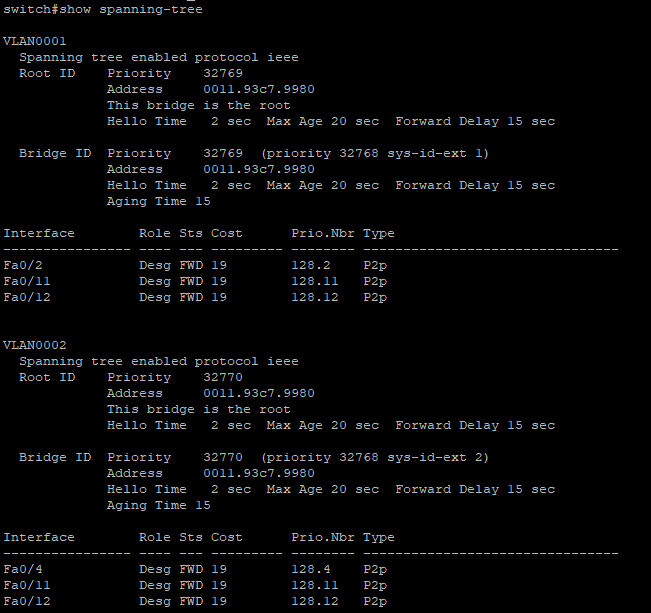 switch#show spanning-tree
VLAN0001
Spanning tree enabled protocol ieee
Root ID Priority 32769
Address 0011.93c7.9980
This bridge is the root
Hello Time 2 sec Max Age 20 sec Forward Delay 15 sec
Bridge ID Priority 32769 (priority 32768 sys-id-ext 1)
Address 0011.93c7.9980
Hello Time 2 sec Max Age 20 sec Forward Delay 15 sec
Aging Time 15
Interface Role Sts Cost Prio.Nbr Type
---------------- ---- --- --------- -------- --------------------------------
Fa0/2 Desg FWD 19 128.2 P2p
Fa0/11 Desg FWD 19 128.11 P2p
Fa0/12 Desg FWD 19 128.12 P2p
VLAN0002
Spanning tree enabled protocol ieee
Root ID Priority 32770
Address 0011.93c7.9980
This bridge is the root
Hello Time 2 sec Max Age 20 sec Forward Delay 15 sec
Bridge ID Priority 32770 (priority 32768 sys-id-ext 2)
Address 0011.93c7.9980
Hello Time 2 sec Max Age 20 sec Forward Delay 15 sec
Aging Time 15
Interface Role Sts Cost Prio.Nbr Type
---------------- ---- --- --------- -------- --------------------------------
Fa0/4 Desg FWD 19 128.4 P2p
Fa0/11 Desg FWD 19 128.11 P2p
Fa0/12 Desg FWD 19 128.12 P2p